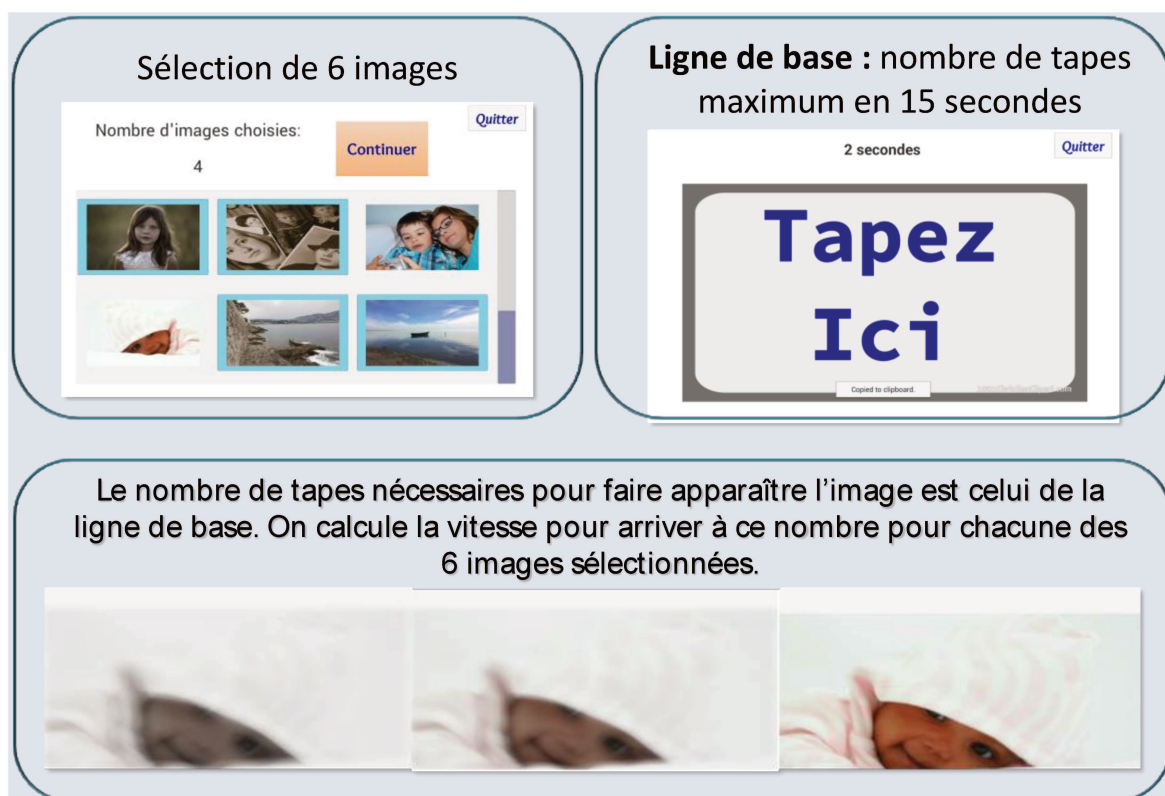 Sélection de 6 images
Nombre d'images choisies:
4
Continuer
Quitter
Ligne de base : nombre de tapes
maximum en 15 secondes
2 secondes
Quitter
Tapez
Ici
Copied to clipboard.
Le nombre de tapes nécessaires pour faire apparaître l’image est celui de la
ligne de base. On calcule la vitesse pour arriver à ce nombre pour chacune des
6 images sélectionnées.